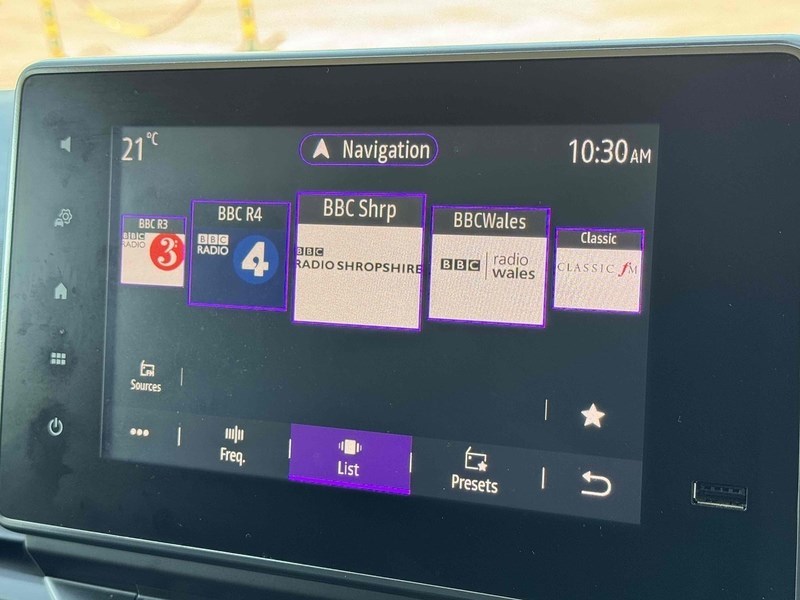 21°C
Navigation
10:30AM
BBC R3
BBC
RADIO
3
BBC R4
BBC
RADIO
4
BBC Shrp
BBC
RADIO SHROPSHIRE
BBCWales
BBC radio
wales
Classic
CLASSIC fM
Sources
Freq.
List
Presets